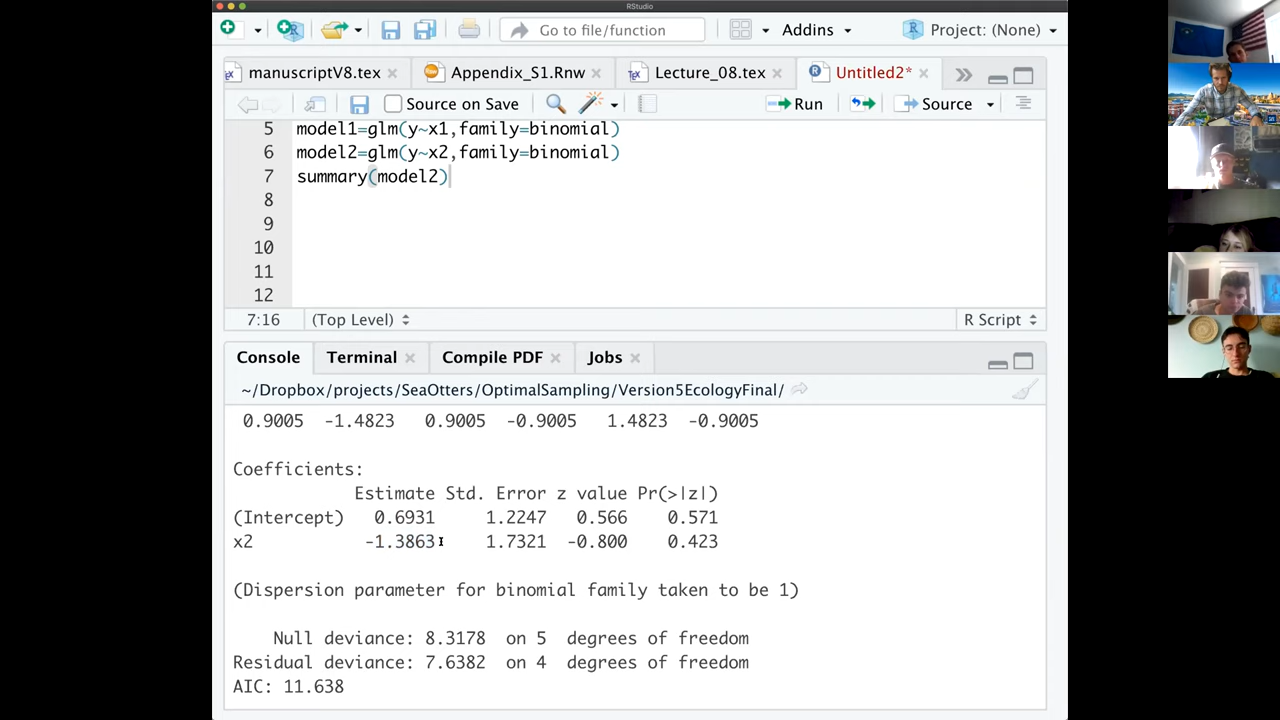 RStudio
Go to file/function
Addins
Project: (None)
manuscriptV8.tex
Appendix_S1.Rnw
Lecture_08.tex
Untitled2*
Source on Save
Run
Source
5 model1=glm(y~x1,family=binomial)
6 model2=glm(y~x2,family=binomial)
7 summary(model2)
8
9
10
11
12
7:16
(Top Level)
R Script
Console
Terminal
Compile PDF
Jobs
~/Dropbox/projects/SeaOtters/OptimalSampling/Version5EcologyFinal/
0.9005 -1.4823 0.9005 -0.9005 1.4823 -0.9005
Coefficients:
Estimate Std. Error z value Pr(>|z|)
(Intercept) 0.6931 1.2247 0.566 0.571
x2 -1.3863 1.7321 -0.800 0.423
(Dispersion parameter for binomial family taken to be 1)
Null deviance: 8.3178 on 5 degrees of freedom
Residual deviance: 7.6382 on 4 degrees of freedom
AIC: 11.638